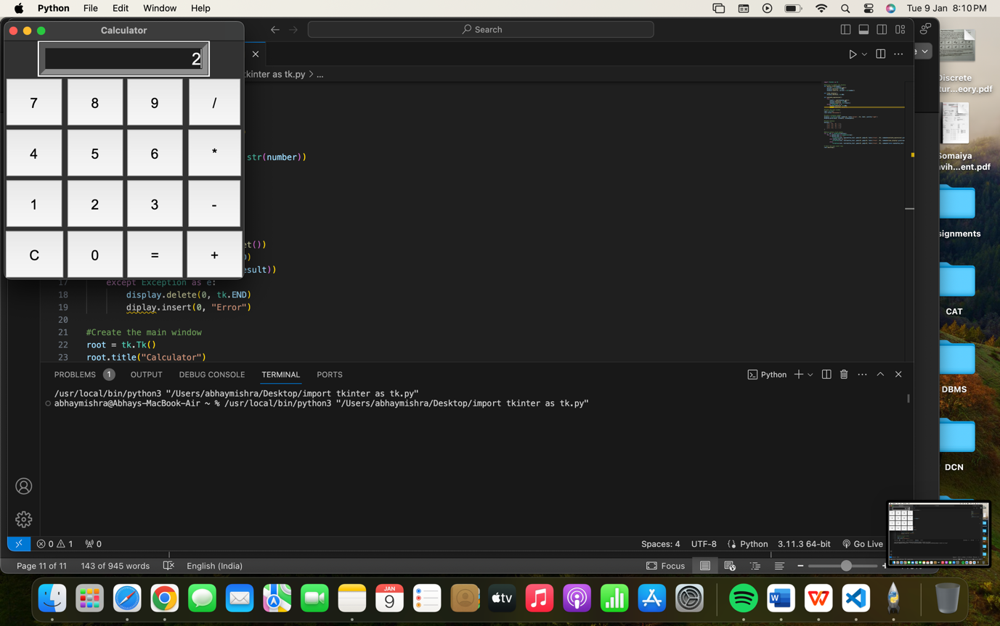 Python File Edit Window Help
Tue 9 Jan 8:10 PM
Calculator
Search
2
kinter as tk.py > ...
7 8 9 /
4 5 6 *
1 2 3 -
C 0 = +
str(number))
et())
)
esult))
17 except Exception as e:
18 display.delete(0, tk.END)
19 diplay.insert(0, "Error")
20
21 #Create the main window
22 root = tk.Tk()
23 root.title("Calculator")
PROBLEMS 1 OUTPUT DEBUG CONSOLE TERMINAL PORTS
Python
/usr/local/bin/python3 "/Users/abhaymishra/Desktop/import tkinter as tk.py"
abhaymishra@Abhays-MacBook-Air ~ % /usr/local/bin/python3 "/Users/abhaymishra/Desktop/import tkinter as tk.py"
0 1 0
Spaces: 4 UTF-8 Python 3.11.3 64-bit Go Live
Page 11 of 11 143 of 945 words English (India)
Focus
Discrete
tur...eory.pdf
Somaiya
vih...ent.pdf
signments
CAT
DBMS
DCN
JAN
9
tv